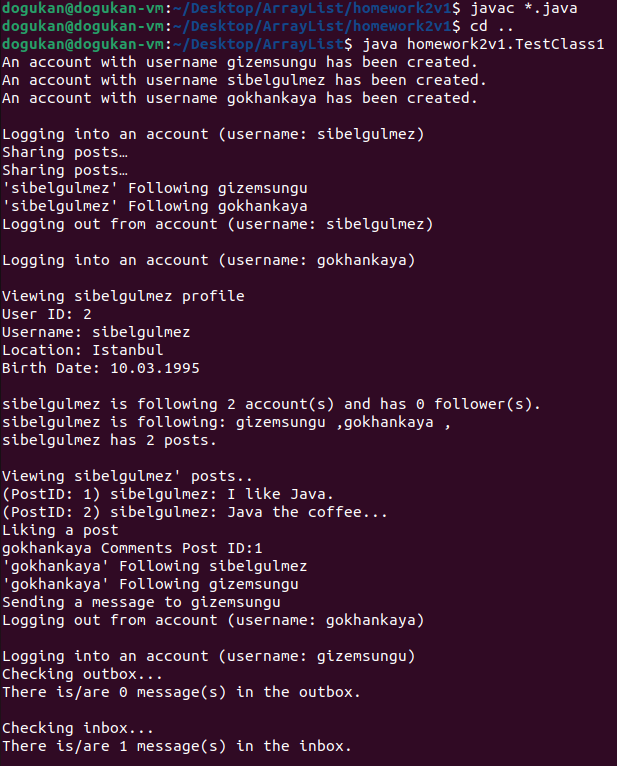 dogukan@dogukan-vm:~/Desktop/ArrayList/homework2v1$ javac *.java
dogukan@dogukan-vm:~/Desktop/ArrayList/homework2v1$ cd ..
dogukan@dogukan-vm:~/Desktop/ArrayList$ java homework2v1.TestClass1
An account with username gizemsungu has been created.
An account with username sibelgulmez has been created.
An account with username gokhankaya has been created.
Logging into an account (username: sibelgulmez)
Sharing posts…
Sharing posts…
'sibelgulmez' Following gizemsungu
'sibelgulmez' Following gokhankaya
Logging out from account (username: sibelgulmez)
Logging into an account (username: gokhankaya)
Viewing sibelgulmez profile
User ID: 2
Username: sibelgulmez
Location: Istanbul
Birth Date: 10.03.1995
sibelgulmez is following 2 account(s) and has 0 follower(s).
sibelgulmez is following: gizemsungu ,gokhankaya ,
sibelgulmez has 2 posts.
Viewing sibelgulmez' posts..
(PostID: 1) sibelgulmez: I like Java.
(PostID: 2) sibelgulmez: Java the coffee...
Liking a post
gokhankaya Comments Post ID:1
'gokhankaya' Following sibelgulmez
'gokhankaya' Following gizemsungu
Sending a message to gizemsungu
Logging out from account (username: gokhankaya)
Logging into an account (username: gizemsungu)
Checking outbox...
There is/are 0 message(s) in the outbox.
Checking inbox...
There is/are 1 message(s) in the inbox.